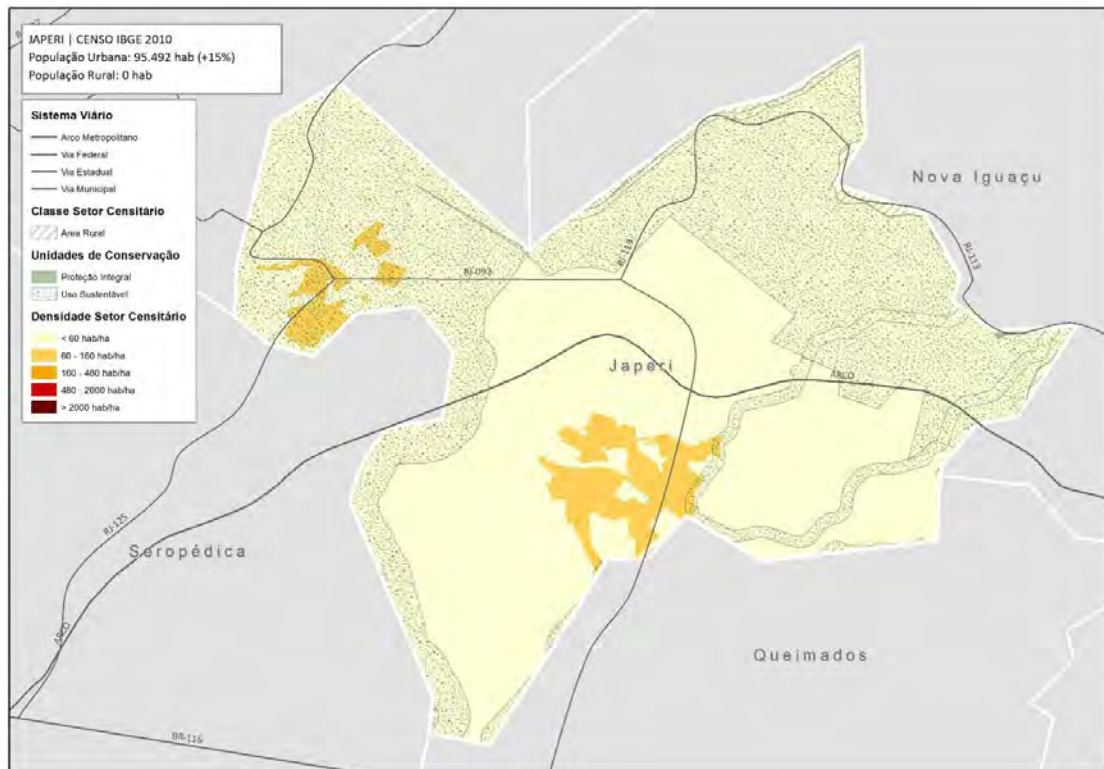 JAPERI | CENSO IBGE 2010
População Urbana: 95.492 hab (+15%)
População Rural: 0 hab
Sistema Viário
Arco Metropolitano
Via Federal
Via Estadual
Via Municipal
Classe Setor Censitário
Área Rural
Unidades de Conservação
Proteção Integral
Uso Sustentável
Densidade Setor Censitário
< 60 hab/ha
60 - 160 hab/ha
160 - 480 hab/ha
480 - 2000 hab/ha
> 2000 hab/ha
Nova Iguaçu
RJ-119
RJ-113
RJ-093
Japeri
ARCO
RJ-125
Seropédica
ARCO
Queimados
BR-116